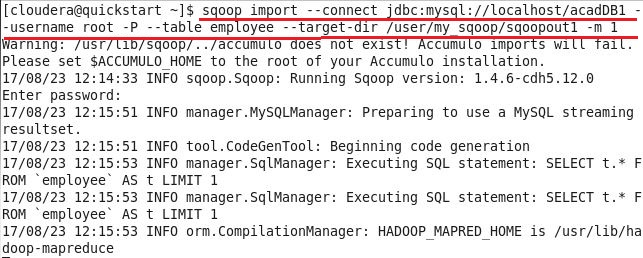 [cloudera@quickstart ~]$ sqoop import --connect jdbc:mysql://localhost/acadDB1 -
-username root -P --table employee --target-dir /user/my_sqoop/sqoopout1 -m 1
Warning: /usr/lib/sqoop/../accumulo does not exist! Accumulo imports will fail.
Please set $ACCUMULO_HOME to the root of your Accumulo installation.
17/08/23 12:14:33 INFO sqoop.Sqoop: Running Sqoop version: 1.4.6-cdh5.12.0
Enter password:
17/08/23 12:15:51 INFO manager.MySQLManager: Preparing to use a MySQL streaming
resultset.
17/08/23 12:15:51 INFO tool.CodeGenTool: Beginning code generation
17/08/23 12:15:53 INFO manager.SqlManager: Executing SQL statement: SELECT t.* F
ROM `employee` AS t LIMIT 1
17/08/23 12:15:53 INFO manager.SqlManager: Executing SQL statement: SELECT t.* F
ROM `employee` AS t LIMIT 1
17/08/23 12:15:53 INFO orm.CompilationManager: HADOOP_MAPRED_HOME is /usr/lib/ha
doop-mapreduce